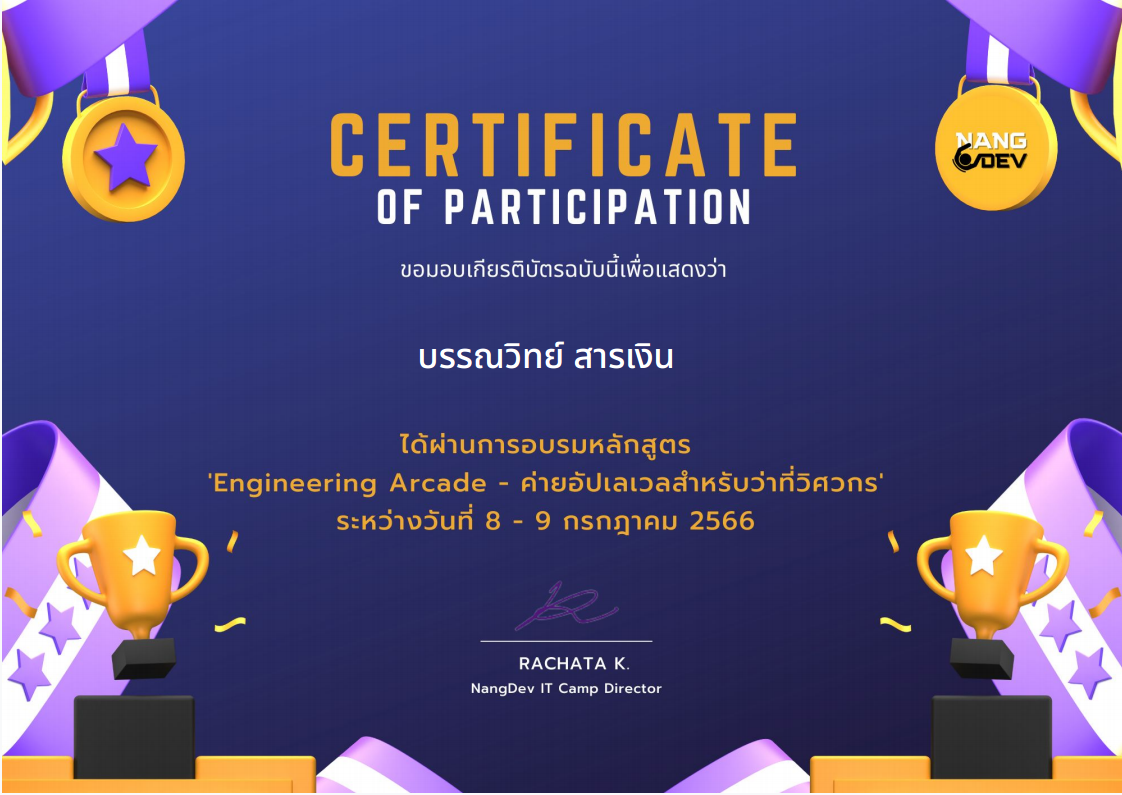 NANG
DEV
CERTIFICATE
OF PARTICIPATION
ขอมอบเกียรติบัตรฉบับนี้เพื่อแสดงว่า
บรรณวิทย์ สารเงิน
ได้ผ่านการอบรมหลักสูตร
'Engineering Arcade - ค่ายอัปเลเวลสำหรับว่าที่วิศวกร'
ระหว่างวันที่ 8 - 9 กรกฎาคม 2566
RACHATA K.
NangDev IT Camp Director